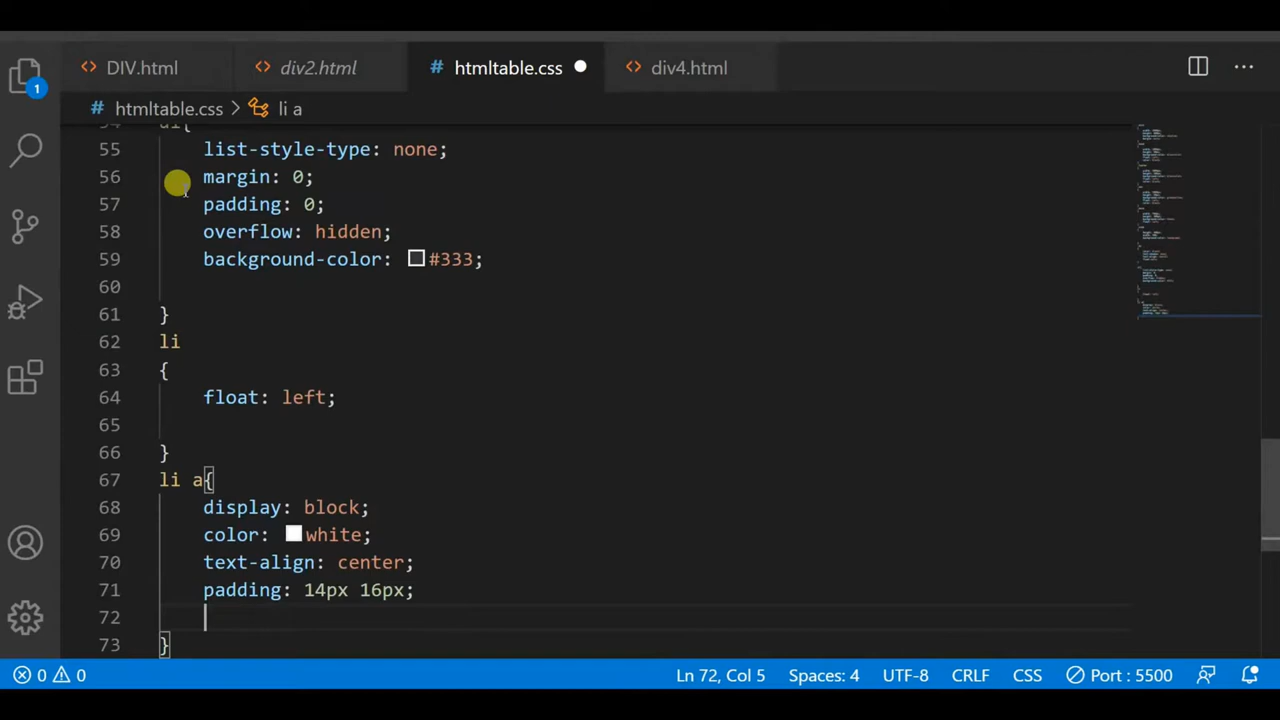 1
DIV.html
div2.html
# htmltable.css
div4.html
# htmltable.css > li a
55 list-style-type: none;
56 margin: 0;
57 padding: 0;
58 overflow: hidden;
59 background-color: #333;
60
61 }
62 li
63 {
64 float: left;
65
66 }
67 li a{
68 display: block;
69 color: white;
70 text-align: center;
71 padding: 14px 16px;
72
73 }
0 0 Ln 72, Col 5 Spaces: 4 UTF-8 CRLF CSS Port : 5500